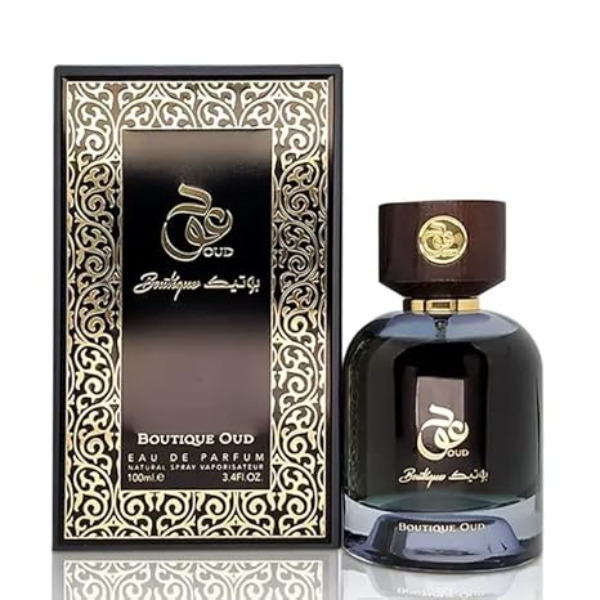 عود
OUD
Boutique بوتيك
BOUTIQUE OUD
EAU DE PARFUM
NATURAL SPRAY VAPORISATEUR
100ml.e 3.4Fl.OZ.
عود
OUD
Boutique بوتيك
BOUTIQUE OUD